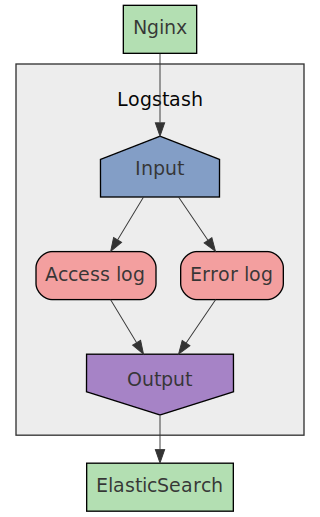 Nginx
Logstash
Input
Access log
Error log
Output
ElasticSearch